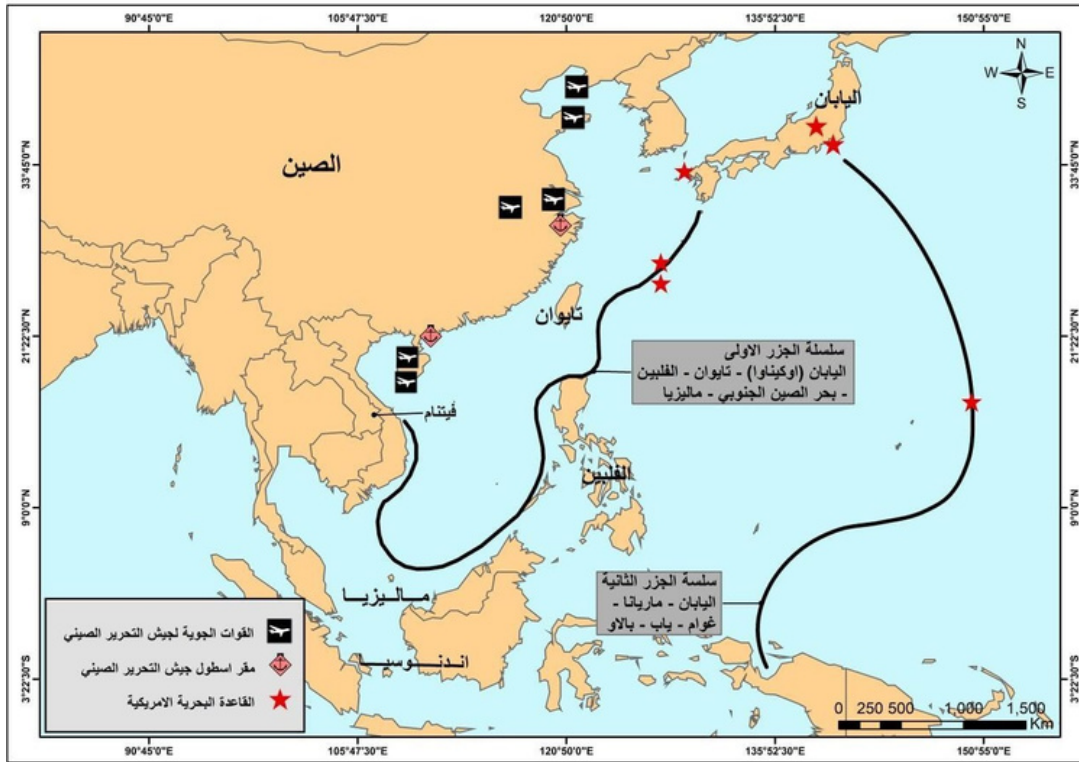 90°45'0"E
105°47'30"E
120°50'0"E
135°52'30"E
150°55'0"E
N
W E
S
33°45'0"N
21°22'30"N
9°0'0"N
3°22'30"S
33°45'0"N
21°22'30"N
9°0'0"N
3°22'30"S
اليابان
الصين
تايوان
سلسلة الجزر الاولى
اليابان (اوكيناوا) - تايوان - الفلبين
- بحر الصين الجنوبي - ماليزيا
ڤيتنام
الفلبين
سلسة الجزر الثانية
اليابان - ماريانا -
غوام - ياب - بالاو
مـالـيـزيـا
انـدنـوسـيـا
القوات الجوية لجيش التحرير الصيني
مقر اسطول جيش التحرير الصيني
القاعدة البحرية الامريكية
0 250 500 1,000 1,500
Km
90°45'0"E
105°47'30"E
120°50'0"E
135°52'30"E
150°55'0"E